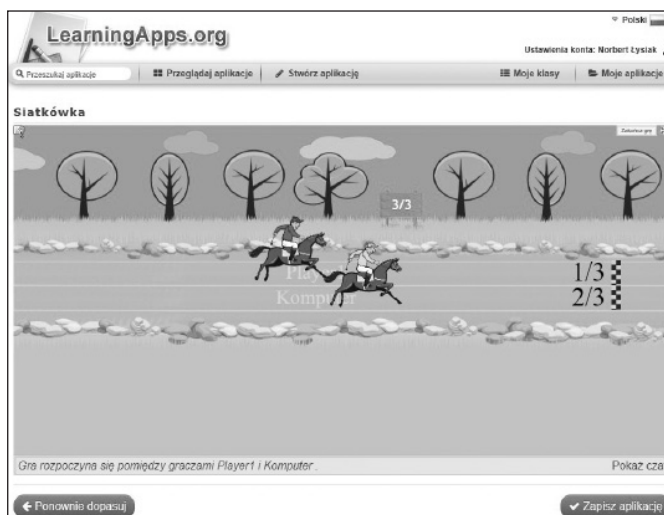 Polski
LearningApps.org
Ustawienia konta: Norbert Łysiak
Przeszukaj aplikacje
Przeglądaj aplikacje
Stwórz aplikację
Moje klasy
Moje aplikacje
Siatkówka
3/3
1/3
Komputer
2/3
Gra rozpoczyna się pomiędzy graczami Player1 i Komputer .
Pokaż cza
Ponownie dopasuj
Zapisz aplikację